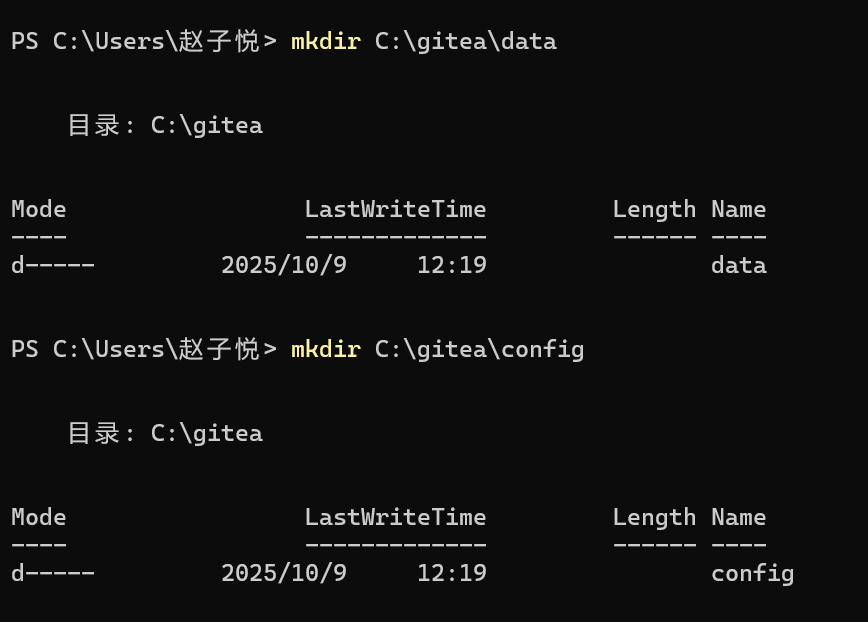 PS C:\Users\赵子悦> mkdir C:\gitea\data
目录: C:\gitea
Mode LastWriteTime Length Name
---- ------------- ------ ----
d----- 2025/10/9 12:19 data
PS C:\Users\赵子悦> mkdir C:\gitea\config
目录: C:\gitea
Mode LastWriteTime Length Name
---- ------------- ------ ----
d----- 2025/10/9 12:19 config